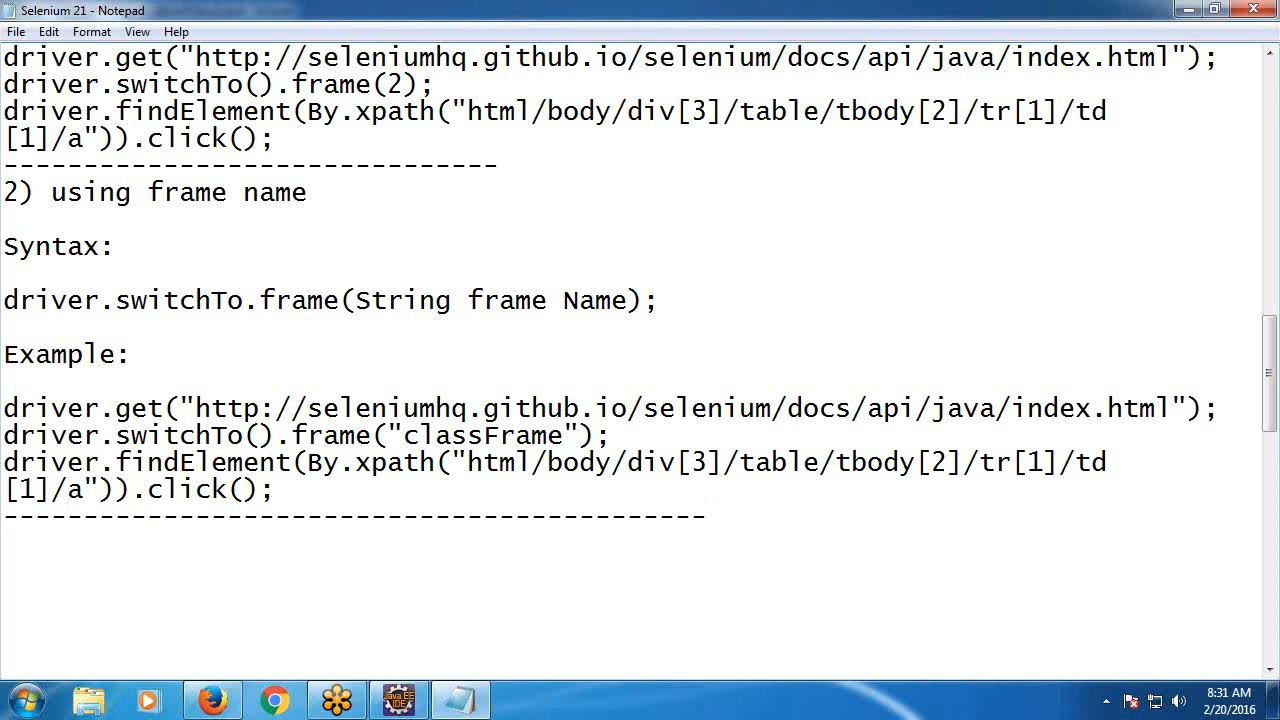 Selenium 21 - Notepad
File Edit Format View Help
driver.get("http://seleniumhq.github.io/selenium/docs/api/java/index.html");
driver.switchTo().frame(2);
driver.findElement(By.xpath("html/body/div[3]/table/tbody[2]/tr[1]/td
[1]/a")).click();
-------------------------------
2) using frame name
Syntax:
driver.switchTo.frame(String frame Name);
Example:
driver.get("http://seleniumhq.github.io/selenium/docs/api/java/index.html");
driver.switchTo().frame("classFrame");
driver.findElement(By.xpath("html/body/div[3]/table/tbody[2]/tr[1]/td
[1]/a")).click();
--------------------------------------------
Java EE
IDE
8:31 AM
2/20/2016